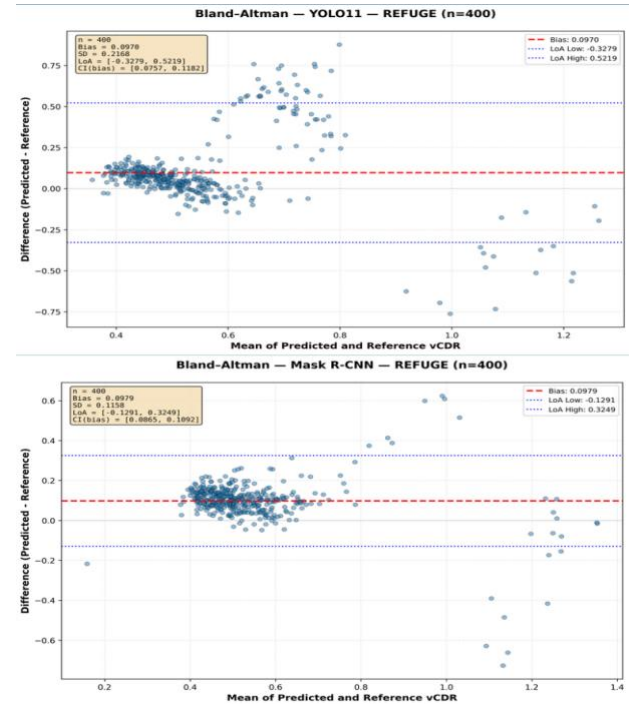 Bland–Altman — YOLO11 — REFUGE (n=400)
n = 400
Bias = 0.0970
SD = 0.2168
LoA = [-0.3279, 0.5219]
CI(bias) = [0.0757, 0.1182]
Bias: 0.0970
LoA Low: -0.3279
LoA High: 0.5219
Difference (Predicted - Reference)
0.75
0.50
0.25
0.00
-0.25
-0.50
-0.75
0.4 0.6 0.8 1.0 1.2
Mean of Predicted and Reference vCDR
Bland–Altman — Mask R-CNN — REFUGE (n=400)
n = 400
Bias = 0.0979
SD = 0.1158
LoA = [-0.1291, 0.3249]
CI(bias) = [0.0865, 0.1092]
Bias: 0.0979
LoA Low: -0.1291
LoA High: 0.3249
Difference (Predicted - Reference)
0.6
0.4
0.2
0.0
-0.2
-0.4
-0.6
0.2 0.4 0.6 0.8 1.0 1.2 1.4
Mean of Predicted and Reference vCDR